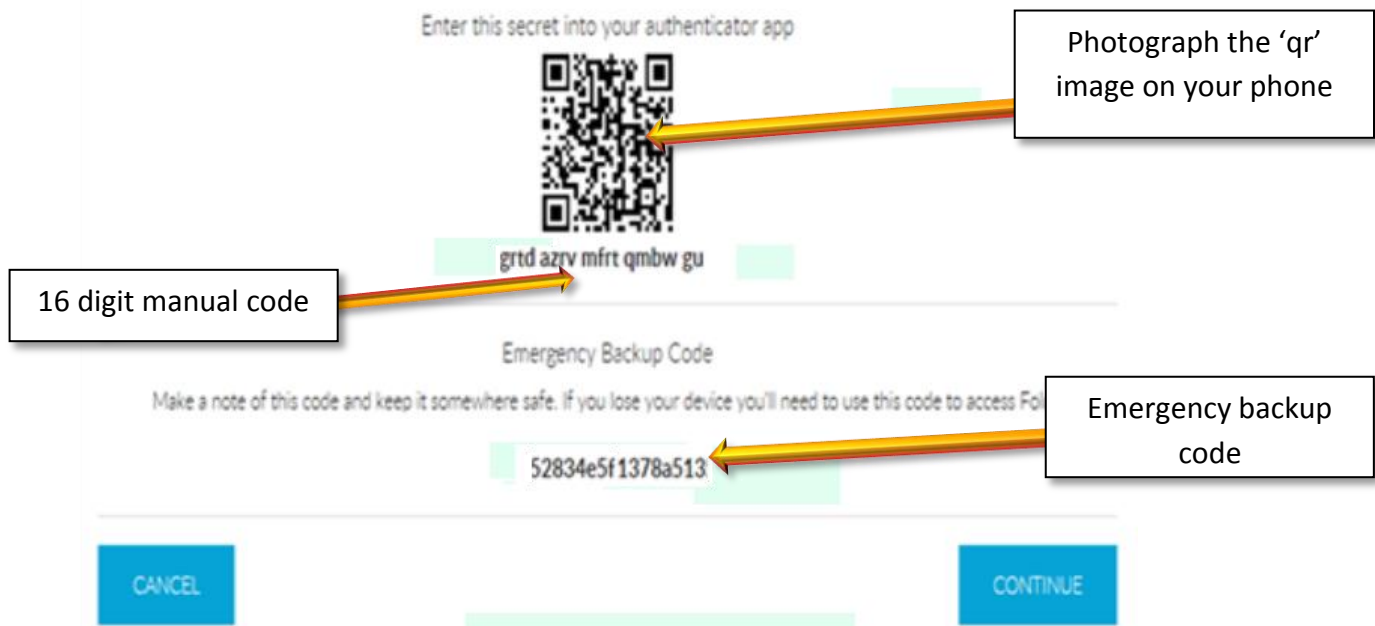 Enter this secret into your authenticator app
Photograph the ‘qr’
image on your phone
grtd azrv mfrt qmbw gu
16 digit manual code
Emergency Backup Code
Make a note of this code and keep it somewhere safe. If you lose your device you'll need to use this code to access
Emergency backup
code
52834e5f1378a513
CANCEL
CONTINUE